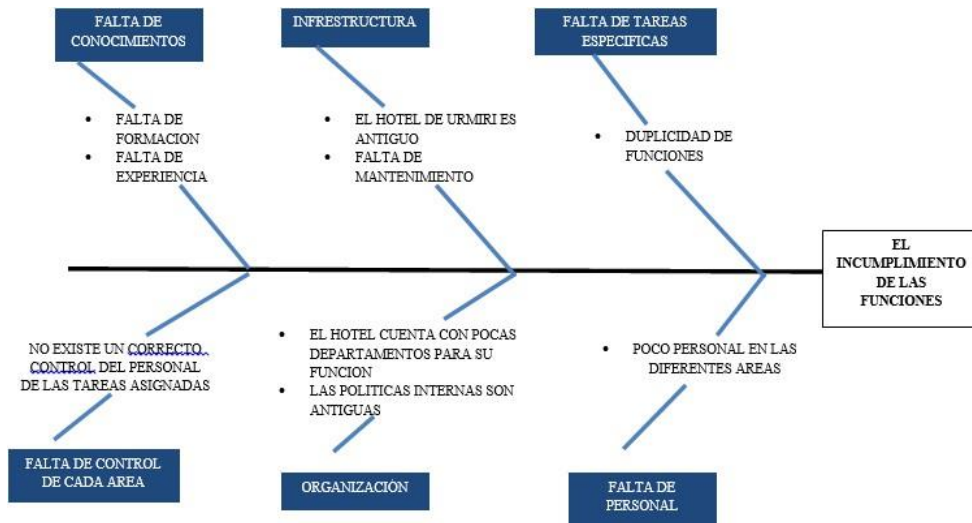 FALTA DE
CONOCIMIENTOS
INFRESTRUCTURA
FALTA DE TAREAS
ESPECIFICAS
• FALTA DE
FORMACION
• FALTA DE
EXPERIENCIA
• EL HOTEL DE URMIRI ES
ANTIGUO
• FALTA DE
MANTENIMIENTO
• DUPLICIDAD DE
FUNCIONES
EL
INCUMPLIMIENTO
DE LAS
FUNCIONES
NO EXISTE UN CORRECTO
CONTROL DEL PERSONAL
DE LAS TAREAS ASIGNADAS
• EL HOTEL CUENTA CON POCAS
DEPARTAMENTOS PARA SU
FUNCION
• LAS POLITICAS INTERNAS SON
ANTIGUAS
• POCO PERSONAL EN LAS
DIFERENTES AREAS
FALTA DE CONTROL
DE CADA AREA
ORGANIZACIÓN
FALTA DE
PERSONAL